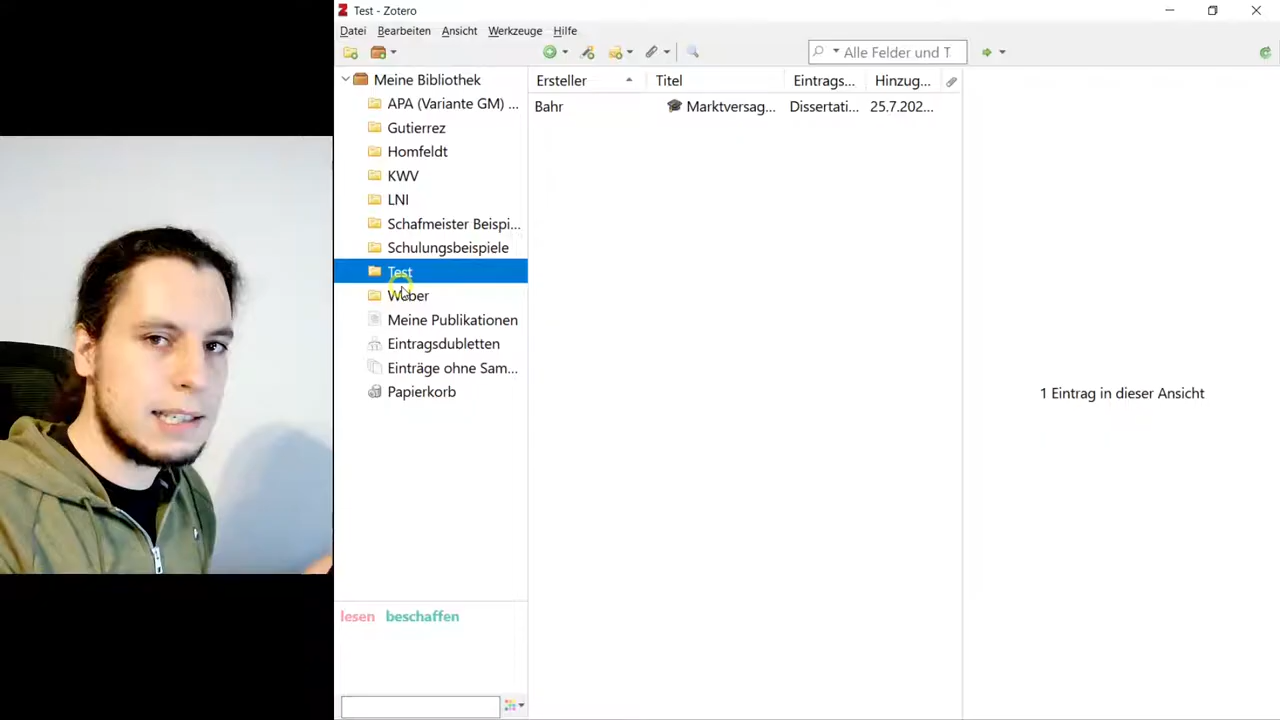 Test - Zotero
Datei Bearbeiten Ansicht Werkzeuge Hilfe
Alle Felder und T
Meine Bibliothek
APA (Variante GM) ...
Gutierrez
Homfeldt
KWV
LNI
Schafmeister Beispi...
Schulungsbeispiele
Test
Weber
Meine Publikationen
Eintragsdubletten
Einträge ohne Sam...
Papierkorb
lesen beschaffen
Ersteller Titel Eintrags... Hinzug...
Bahr Marktversag... Dissertati... 25.7.202...
1 Eintrag in dieser Ansicht